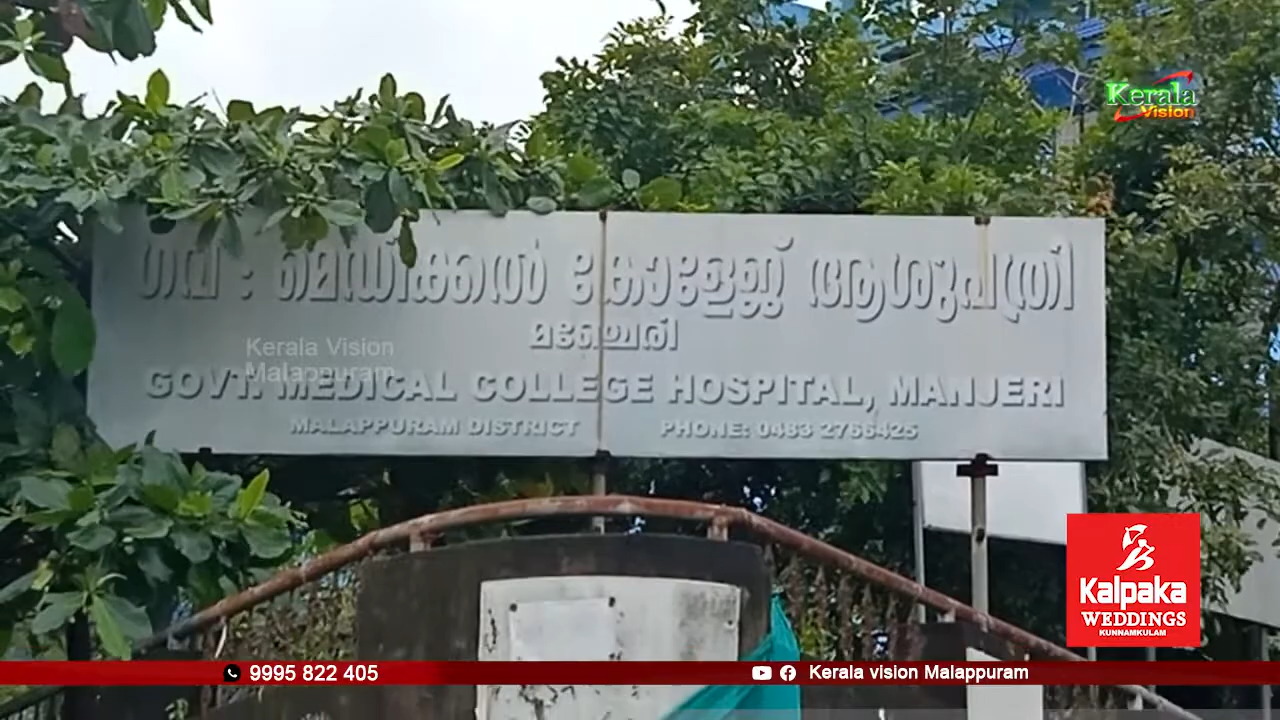 Kerala
Vision
ഗവ : മെഡിക്കൽ കോളേജ് ആശുപത്രി
മഞ്ചേരി
Kerala Vision
Malappuram
GOVT. MEDICAL COLLEGE HOSPITAL, MANJERI
MALAPPURAM DISTRICT PHONE: 0483 2766425
Kalpaka
WEDDINGS
KUNNAMKULAM
9995 822 405 Kerala vision Malappuram